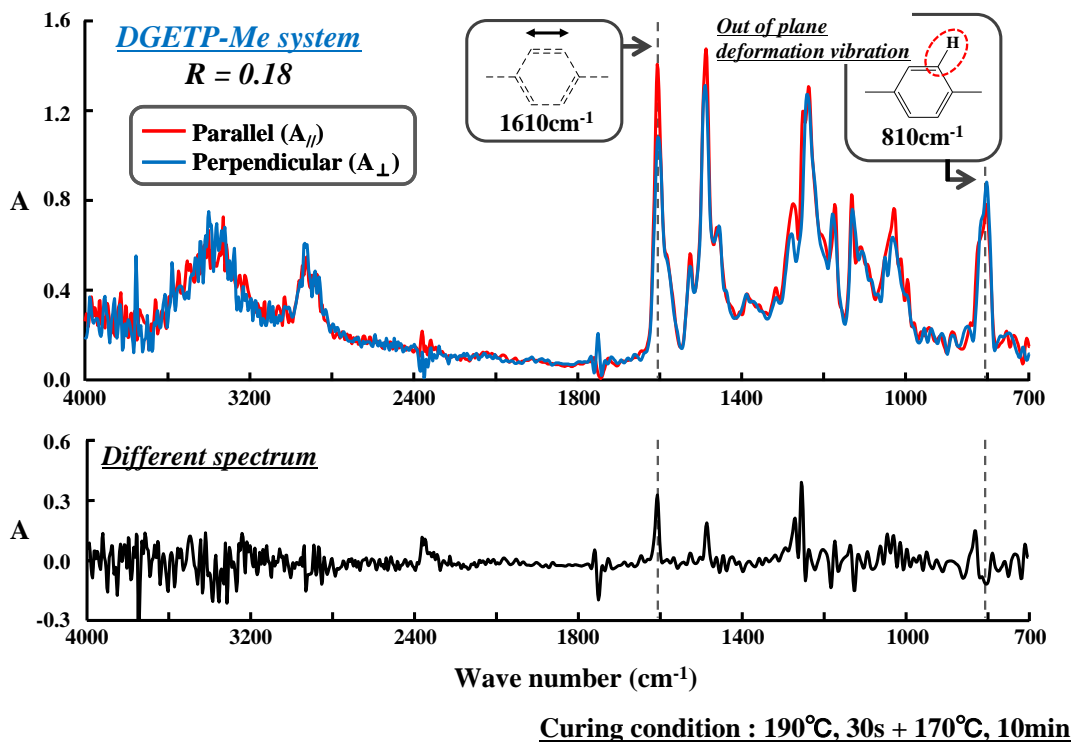 DGETP-Me system
R = 0.18
Parallel (A//)
Perpendicular (A⊥)
1610cm-1
Out of plane
deformation vibration
H
810cm-1
A
1.6
1.2
0.8
0.4
0.0
4000 3200 2400 1800 1400 1000 700
Different spectrum
A
0.6
0.3
0.0
-0.3
4000 3200 2400 1800 1400 1000 700
Wave number (cm-1)
Curing condition : 190℃, 30s + 170℃, 10min